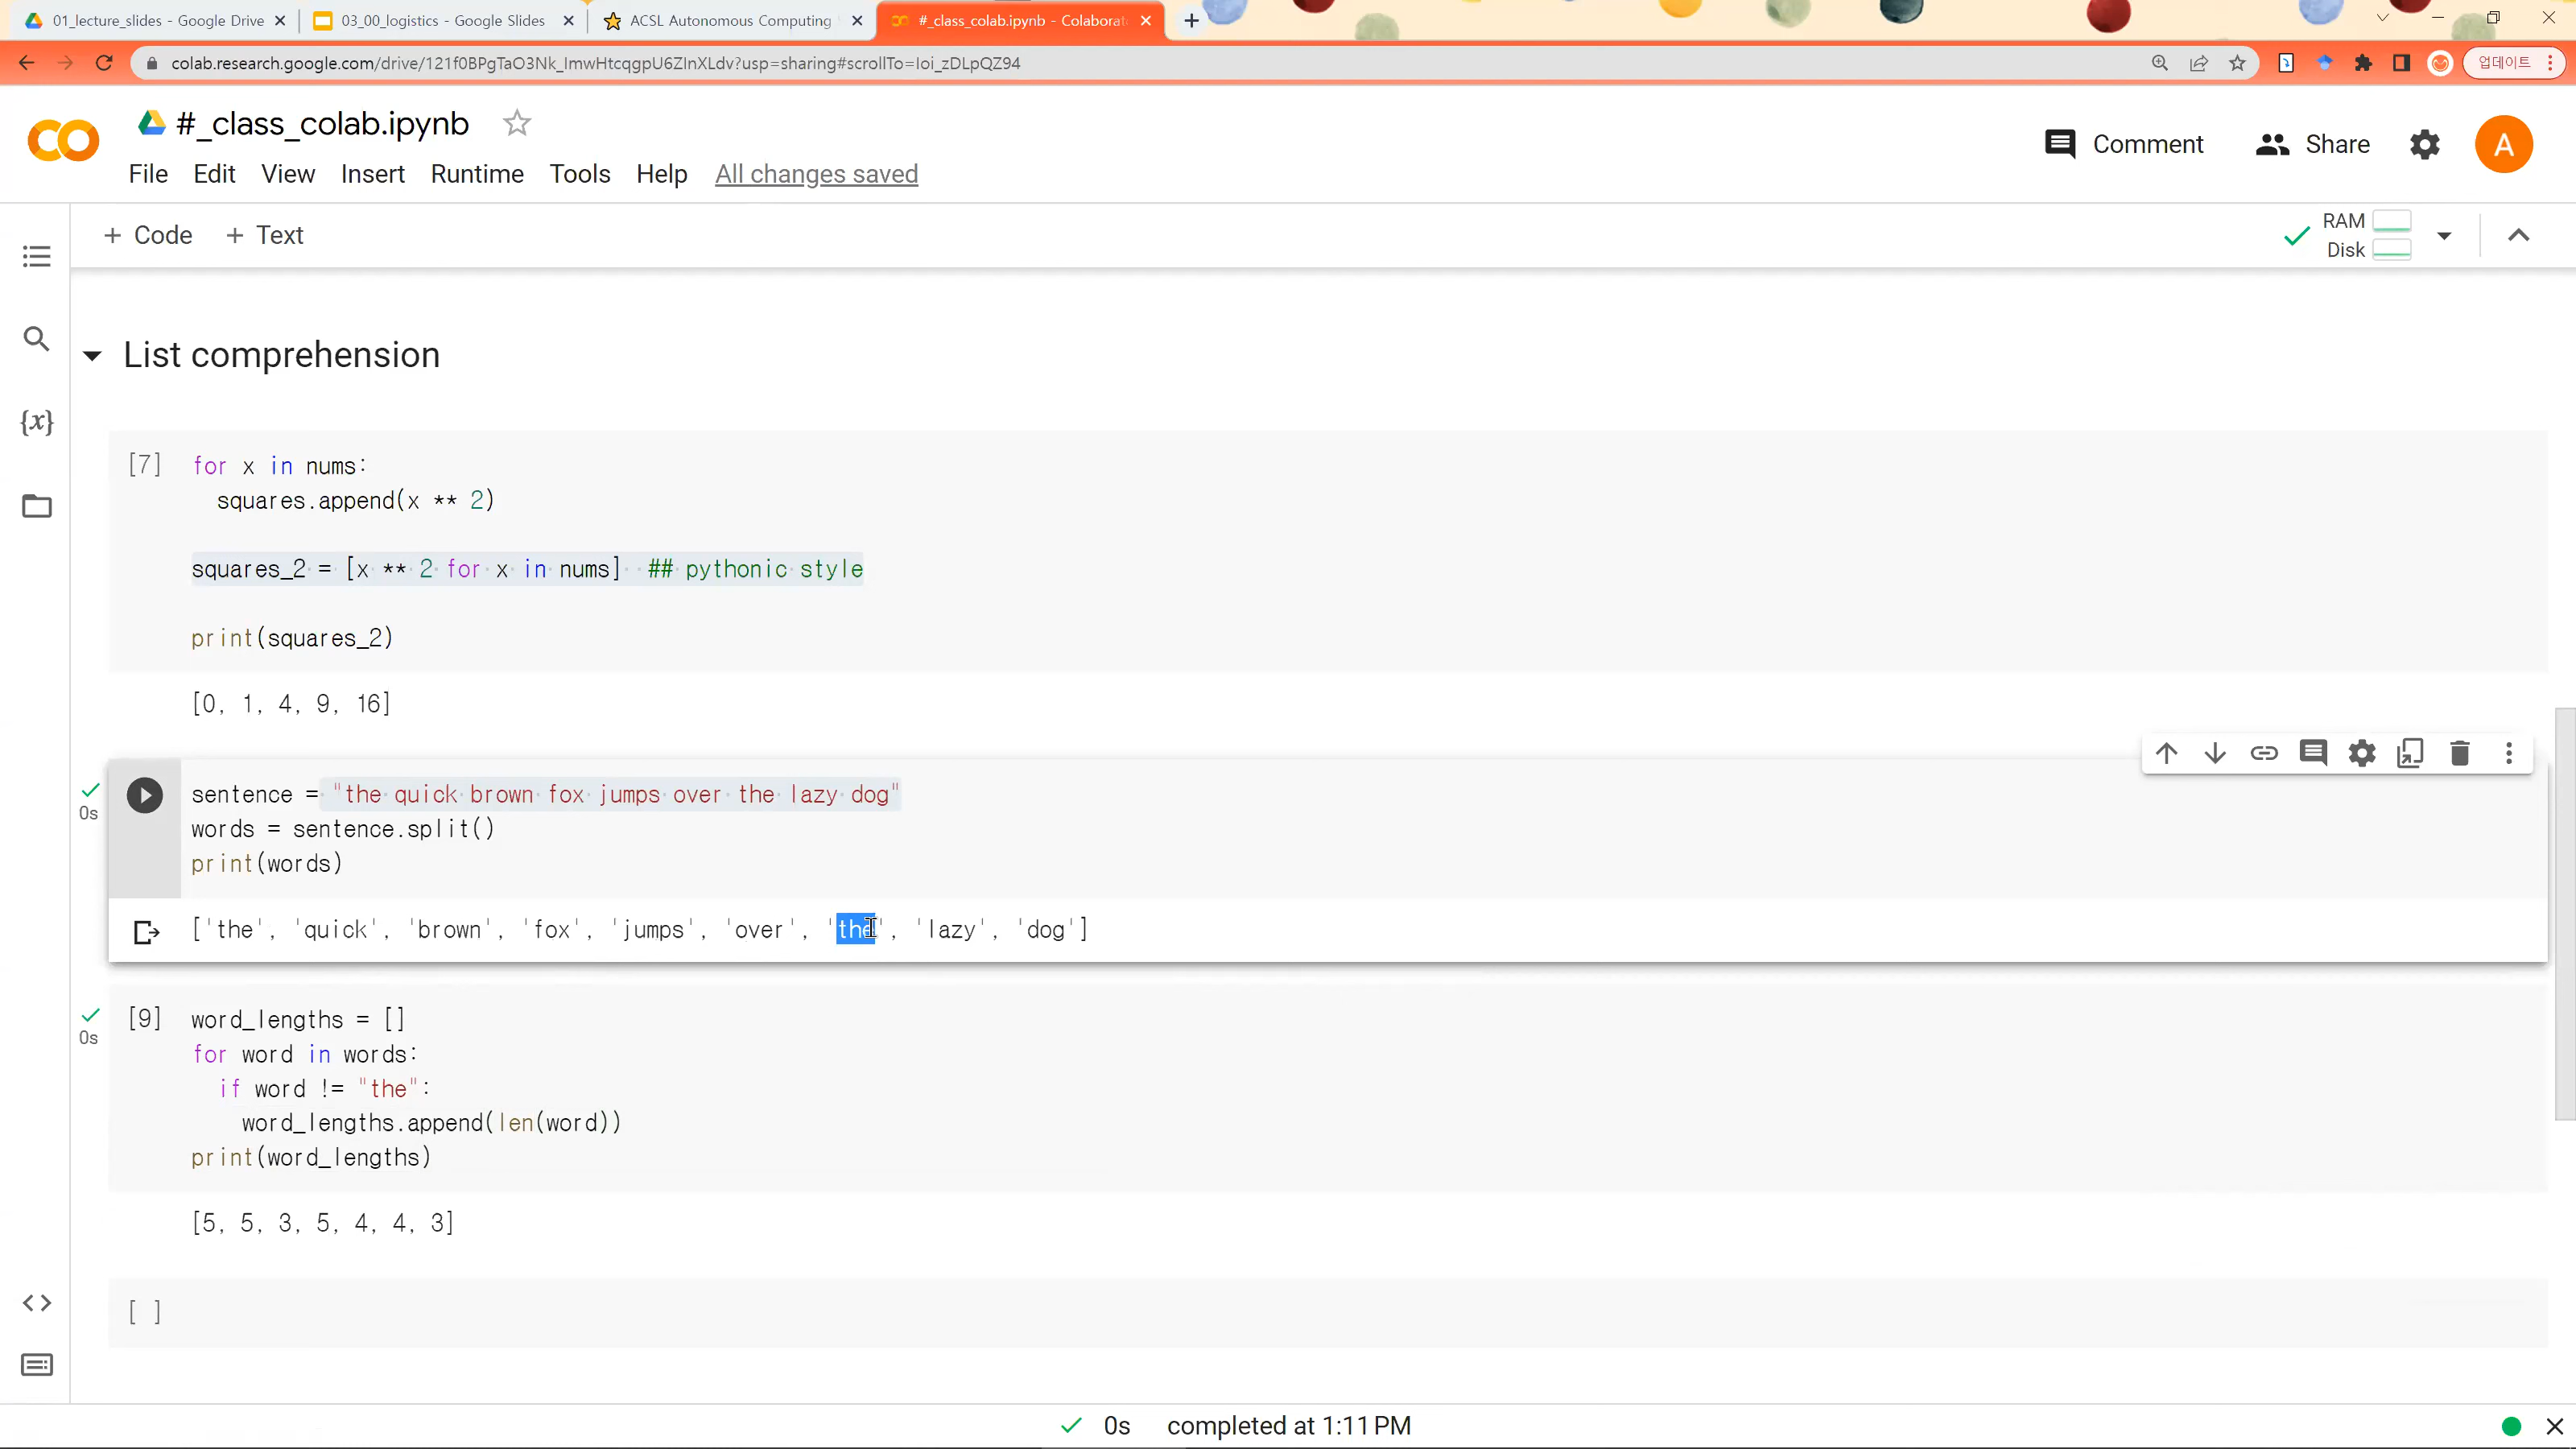 01_lecture_slides - Google Drive
03_00_logistics - Google Slides
ACSL Autonomous Computing
#_class_colab.ipynb - Colaborat
colab.research.google.com/drive/121f0BPgTaO3Nk_ImwHtcqgpU6ZInXLdv?usp=sharing#scrollTo=Ioi_zDLpQZ94
업데이트
CO
#_class_colab.ipynb
Comment
Share
A
File Edit View Insert Runtime Tools Help All changes saved
+ Code + Text
RAM
Disk
List comprehension
{x}
[7] for x in nums:
squares.append(x ** 2)
squares_2 = [x ** 2 for x in nums]  ## pythonic style
print(squares_2)
[0, 1, 4, 9, 16]
0s
sentence = "the quick brown fox jumps over the lazy dog"
words = sentence.split()
print(words)
['the', 'quick', 'brown', 'fox', 'jumps', 'over', 'the', 'lazy', 'dog']
0s
[9] word_lengths = []
for word in words:
if word != "the":
word_lengths.append(len(word))
print(word_lengths)
[5, 5, 3, 5, 4, 4, 3]
[ ]
0s completed at 1:11 PM